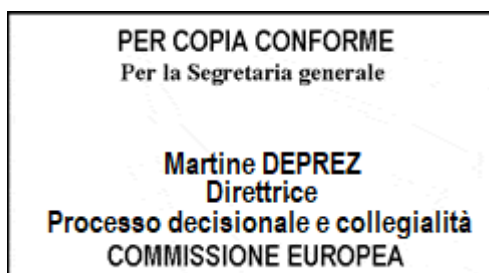 PER COPIA CONFORME
Per la Segretaria generale
Martine DEPREZ
Direttrice
Processo decisionale e collegialità
COMMISSIONE EUROPEA